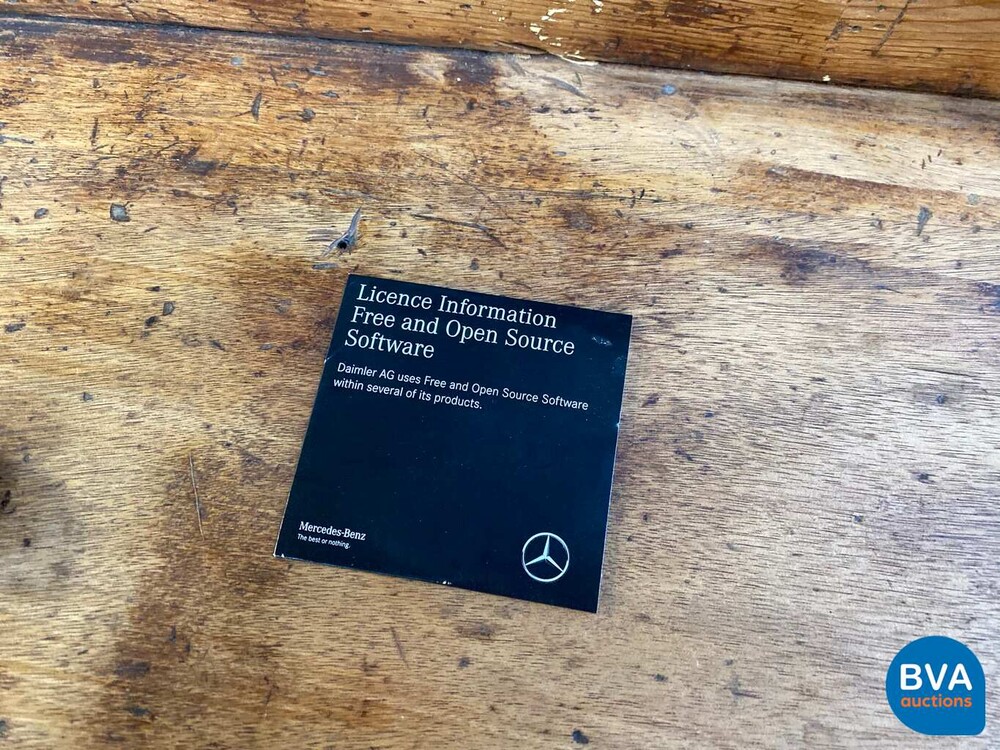 Licence Information
Free and Open Source
Software
Daimler AG uses Free and Open Source Software
within several of its products.
Mercedes-Benz
The best or nothing.
BVA
auctions